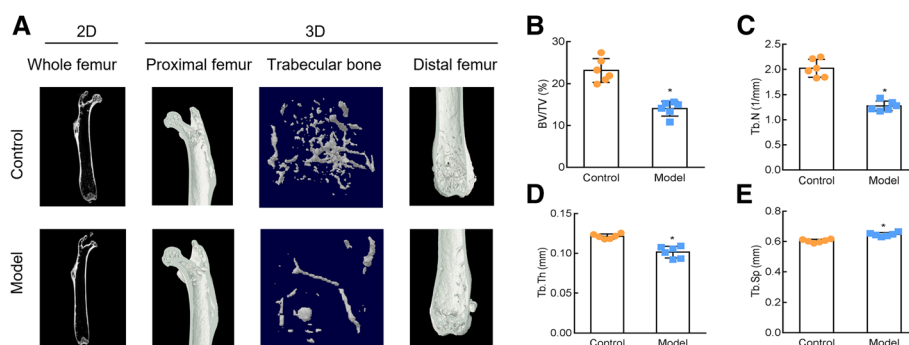 A
2D
3D
Whole femur
Proximal femur
Trabecular bone
Distal femur
Control
Model
B
BV/TV (%)
30
20
10
0
*
Control
Model
C
Tb.N (1/mm)
2.5
2.0
1.5
1.0
0.5
0.0
*
Control
Model
D
Tb.Th (mm)
0.15
0.10
0.05
0.00
*
Control
Model
E
Tb.Sp (mm)
0.8
0.6
0.4
0.2
0.0
*
Control
Model